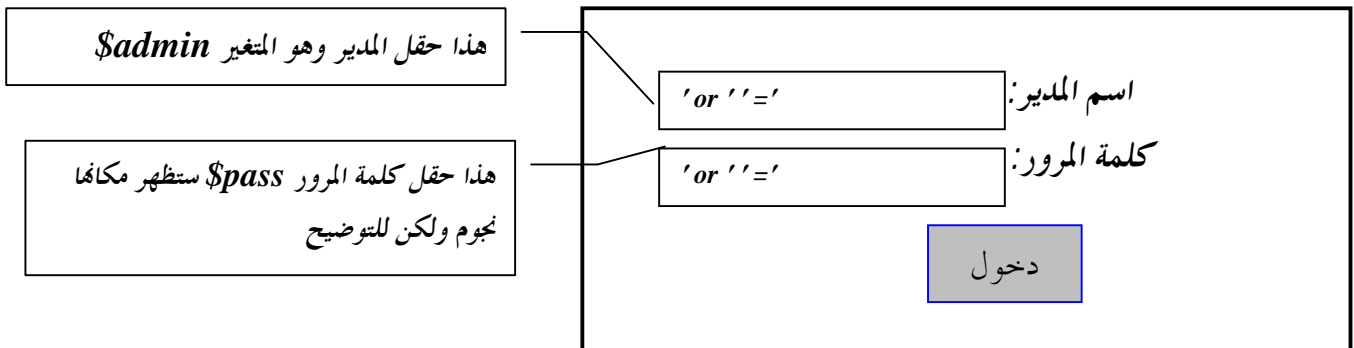 هذا حقل المدير وهو المتغير $admin
اسم المدير:
' or ''='
كلمة المرور:
' or ''='
هذا حقل كلمة المرور $pass ستظهر مكانها
نجوم ولكن للتوضيح
دخول